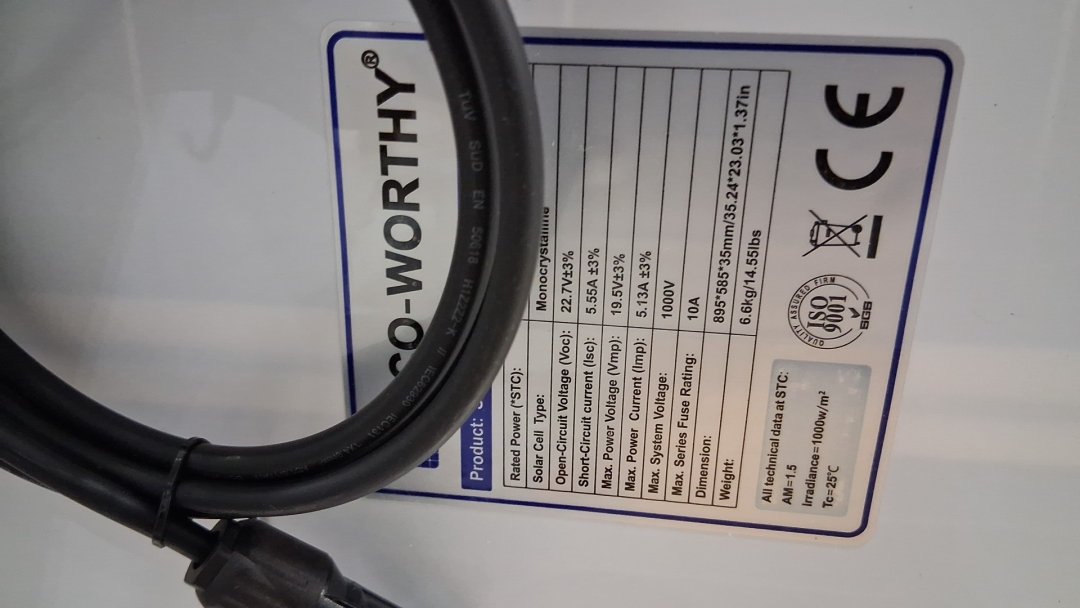 CO-WORTHY®
Product:
Rated Power (*STC):
Solar Cell Type: Monocrystalline
Open-Circuit Voltage (Voc): 22.7V±3%
Short-Circuit current (Isc): 5.55A ±3%
Max. Power Voltage (Vmp): 19.5V±3%
Max. Power Current (Imp): 5.13A ±3%
Max. System Voltage: 1000V
Max. Series Fuse Rating: 10A
Dimension: 895*585*35mm/35.24*23.03*1.37in
Weight: 6.6kg/14.55lbs
All technical data at STC:
AM=1.5
Irradiance=1000w/m²
Tc=25℃
QUALITY ASSURED FIRM
ISO
9001
SGS
CE
TUV SUD EN 50618 H1Z2Z2-K